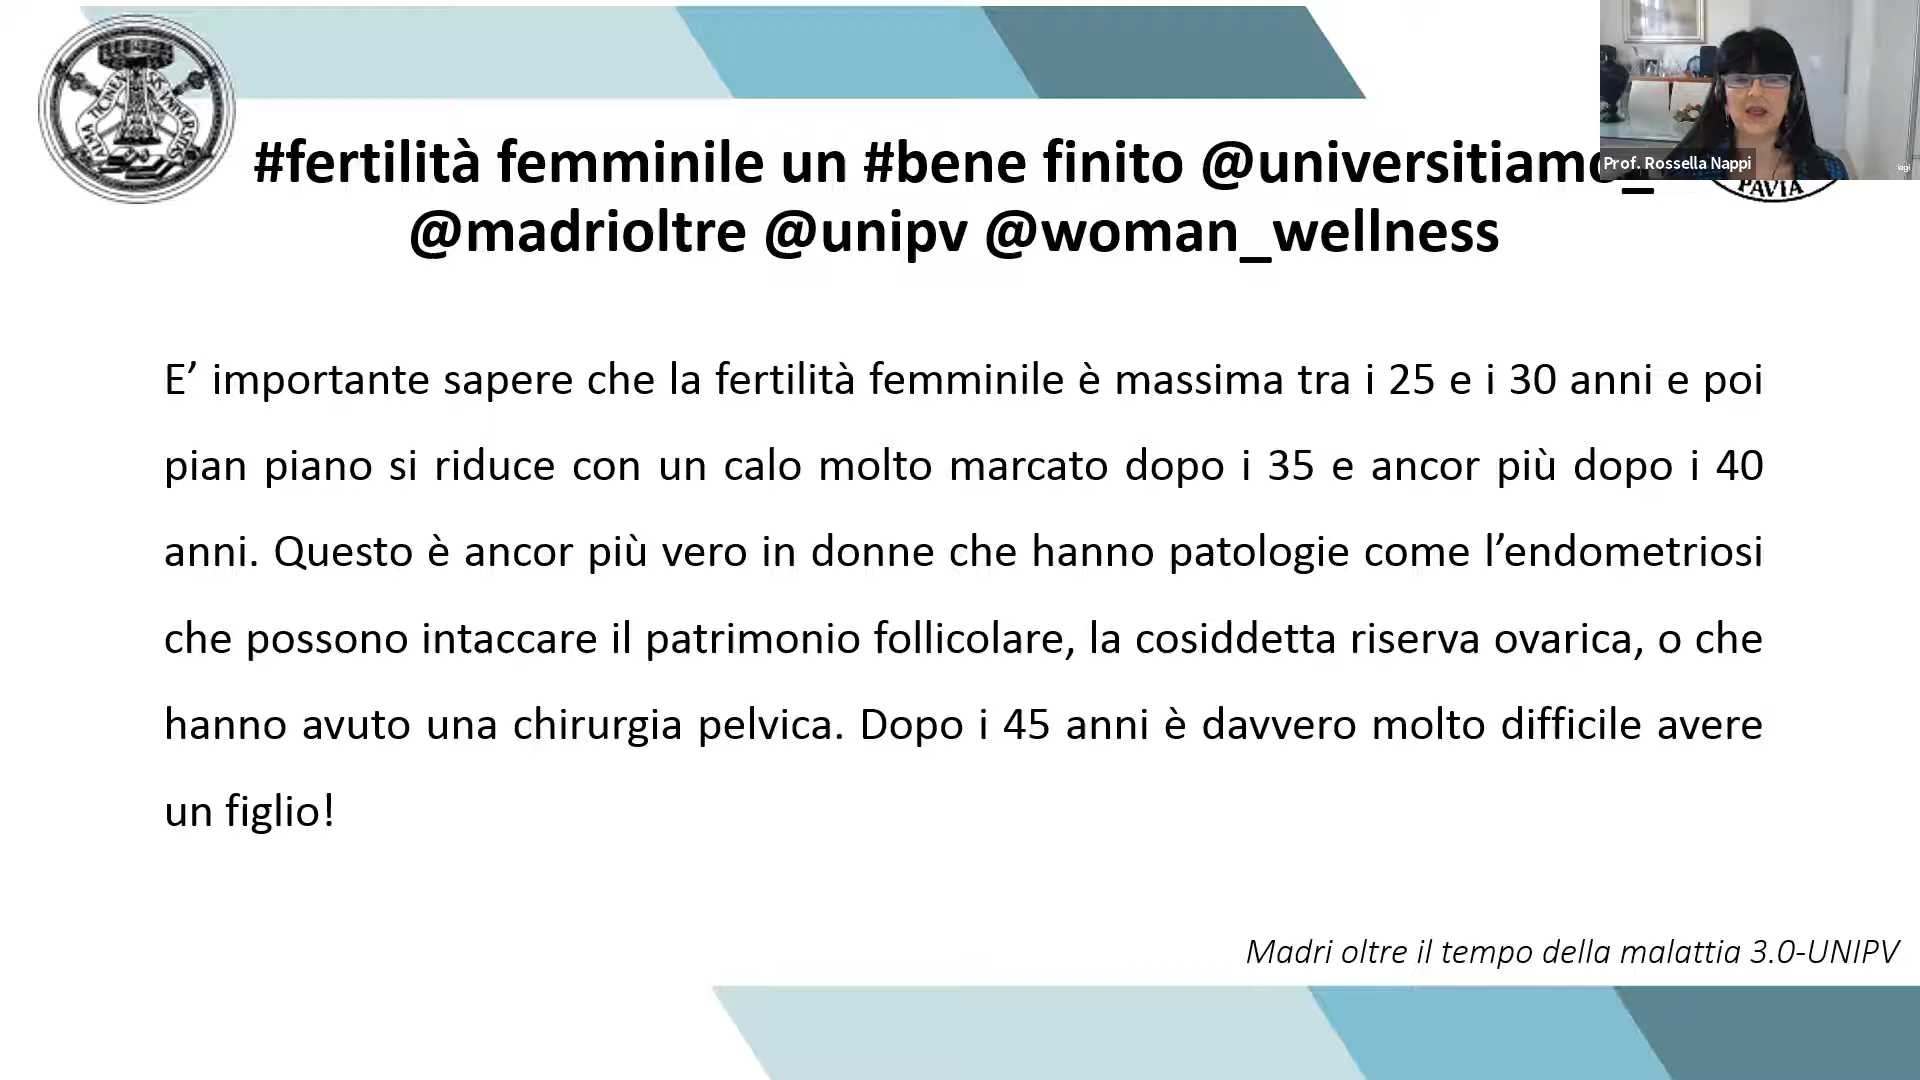 #fertilità femminile un #bene finito @universitiamo_
@madrioltre @unipv @woman_wellness
Prof. Rossella Nappi
PAVIA
E’ importante sapere che la fertilità femminile è massima tra i 25 e i 30 anni e poi
pian piano si riduce con un calo molto marcato dopo i 35 e ancor più dopo i 40
anni. Questo è ancor più vero in donne che hanno patologie come l’endometriosi
che possono intaccare il patrimonio follicolare, la cosiddetta riserva ovarica, o che
hanno avuto una chirurgia pelvica. Dopo i 45 anni è davvero molto difficile avere
un figlio!
Madri oltre il tempo della malattia 3.0-UNIPV